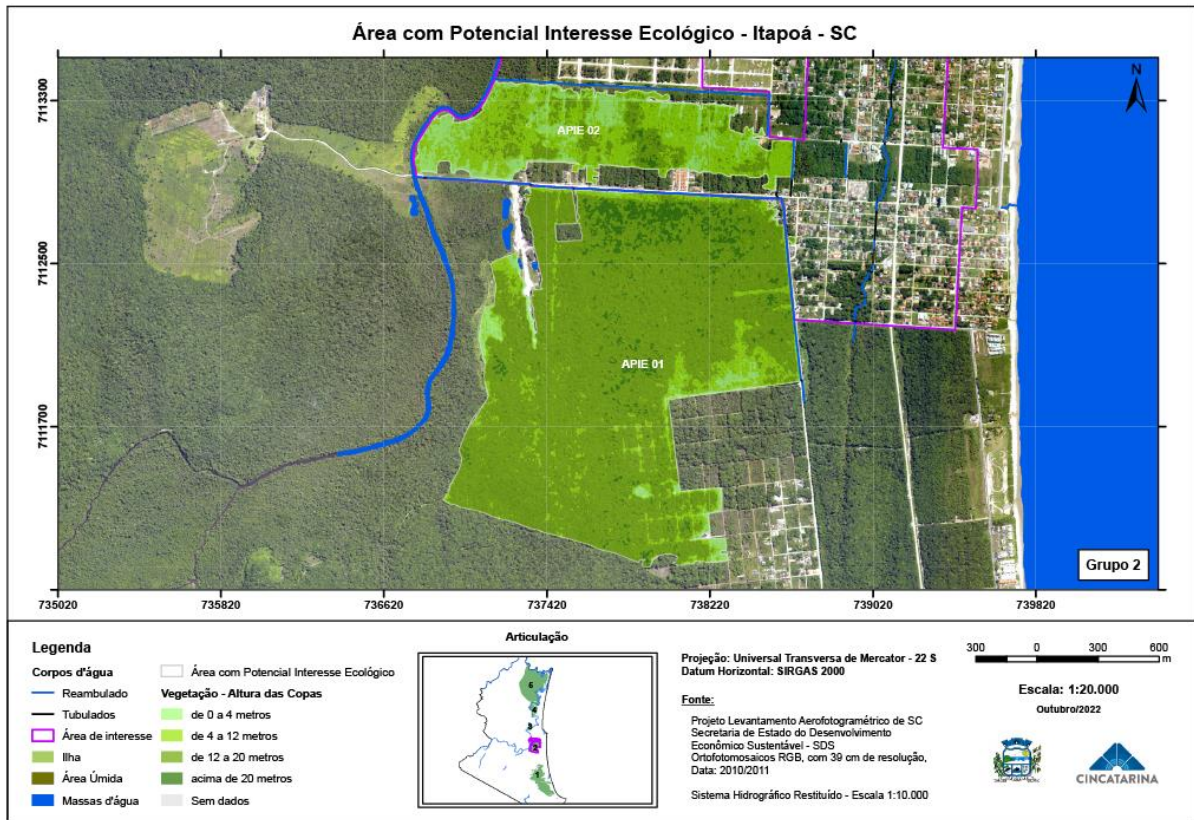 Área com Potencial Interesse Ecológico - Itapoá - SC
N
7113300
7112500
7111700
APIE 02
APIE 01
Grupo 2
735020
735820
736620
737420
738220
739020
739820
Legenda
Corpos d'água
Reambulado
Tubulados
Área de interesse
Ilha
Área Úmida
Massas d'água
Área com Potencial Interesse Ecológico
Vegetação - Altura das Copas
de 0 a 4 metros
de 4 a 12 metros
de 12 a 20 metros
acima de 20 metros
Sem dados
Articulação
5
4
3
2
1
Projeção: Universal Transversa de Mercator - 22 S
Datum Horizontal: SIRGAS 2000
Fonte:
Projeto Levantamento Aerofotogramétrico de SC
Secretaria de Estado do Desenvolvimento
Econômico Sustentável - SDS
Ortofotomosaicos RGB, com 39 cm de resolução,
Data: 2010/2011
Sistema Hidrográfico Restituído - Escala 1:10.000
300 0 300 600
m
Escala: 1:20.000
Outubro/2022
CINCATARINA